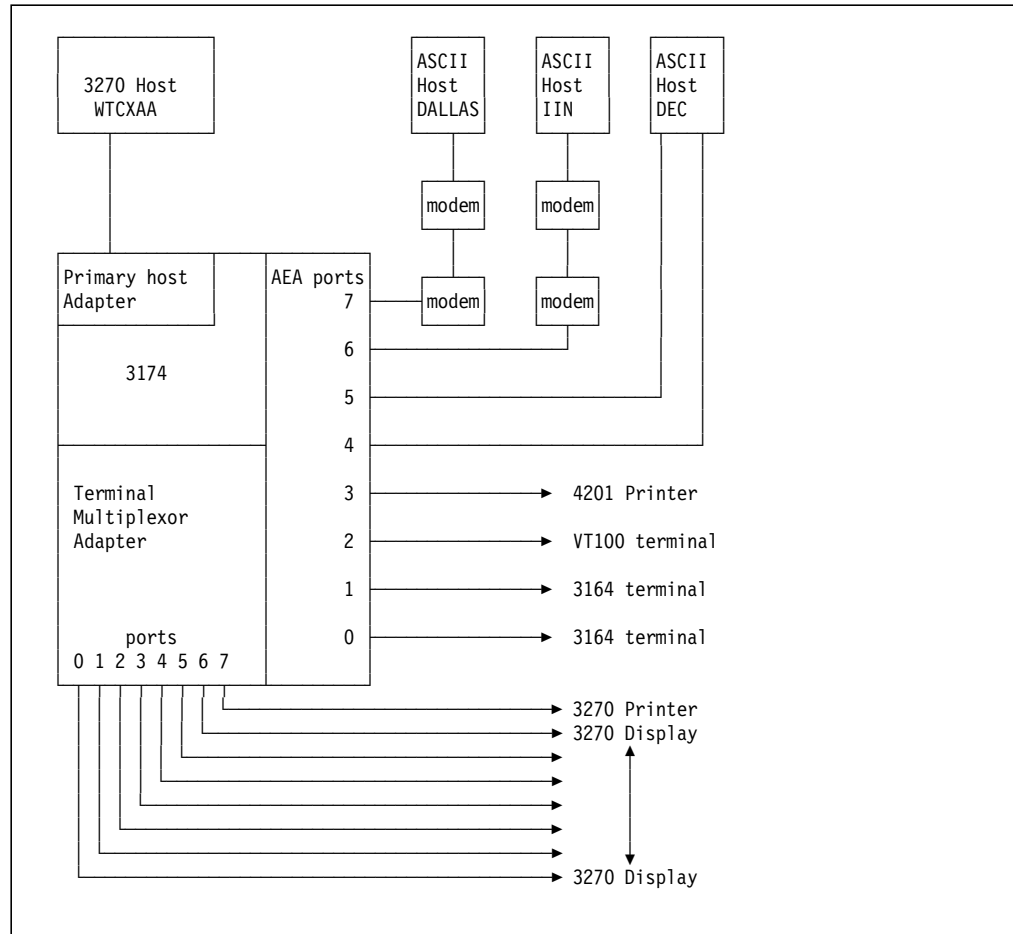 3270 Host
WTCXAA
ASCII
Host
DALLAS
ASCII
Host
IIN
ASCII
Host
DEC
modem
modem
Primary host
Adapter
AEA ports
7
modem
modem
6
3174
5
4
Terminal
Multiplexor
Adapter
3
4201 Printer
2
VT100 terminal
1
3164 terminal
ports
0
3164 terminal
0 1 2 3 4 5 6 7
3270 Printer
3270 Display
3270 Display